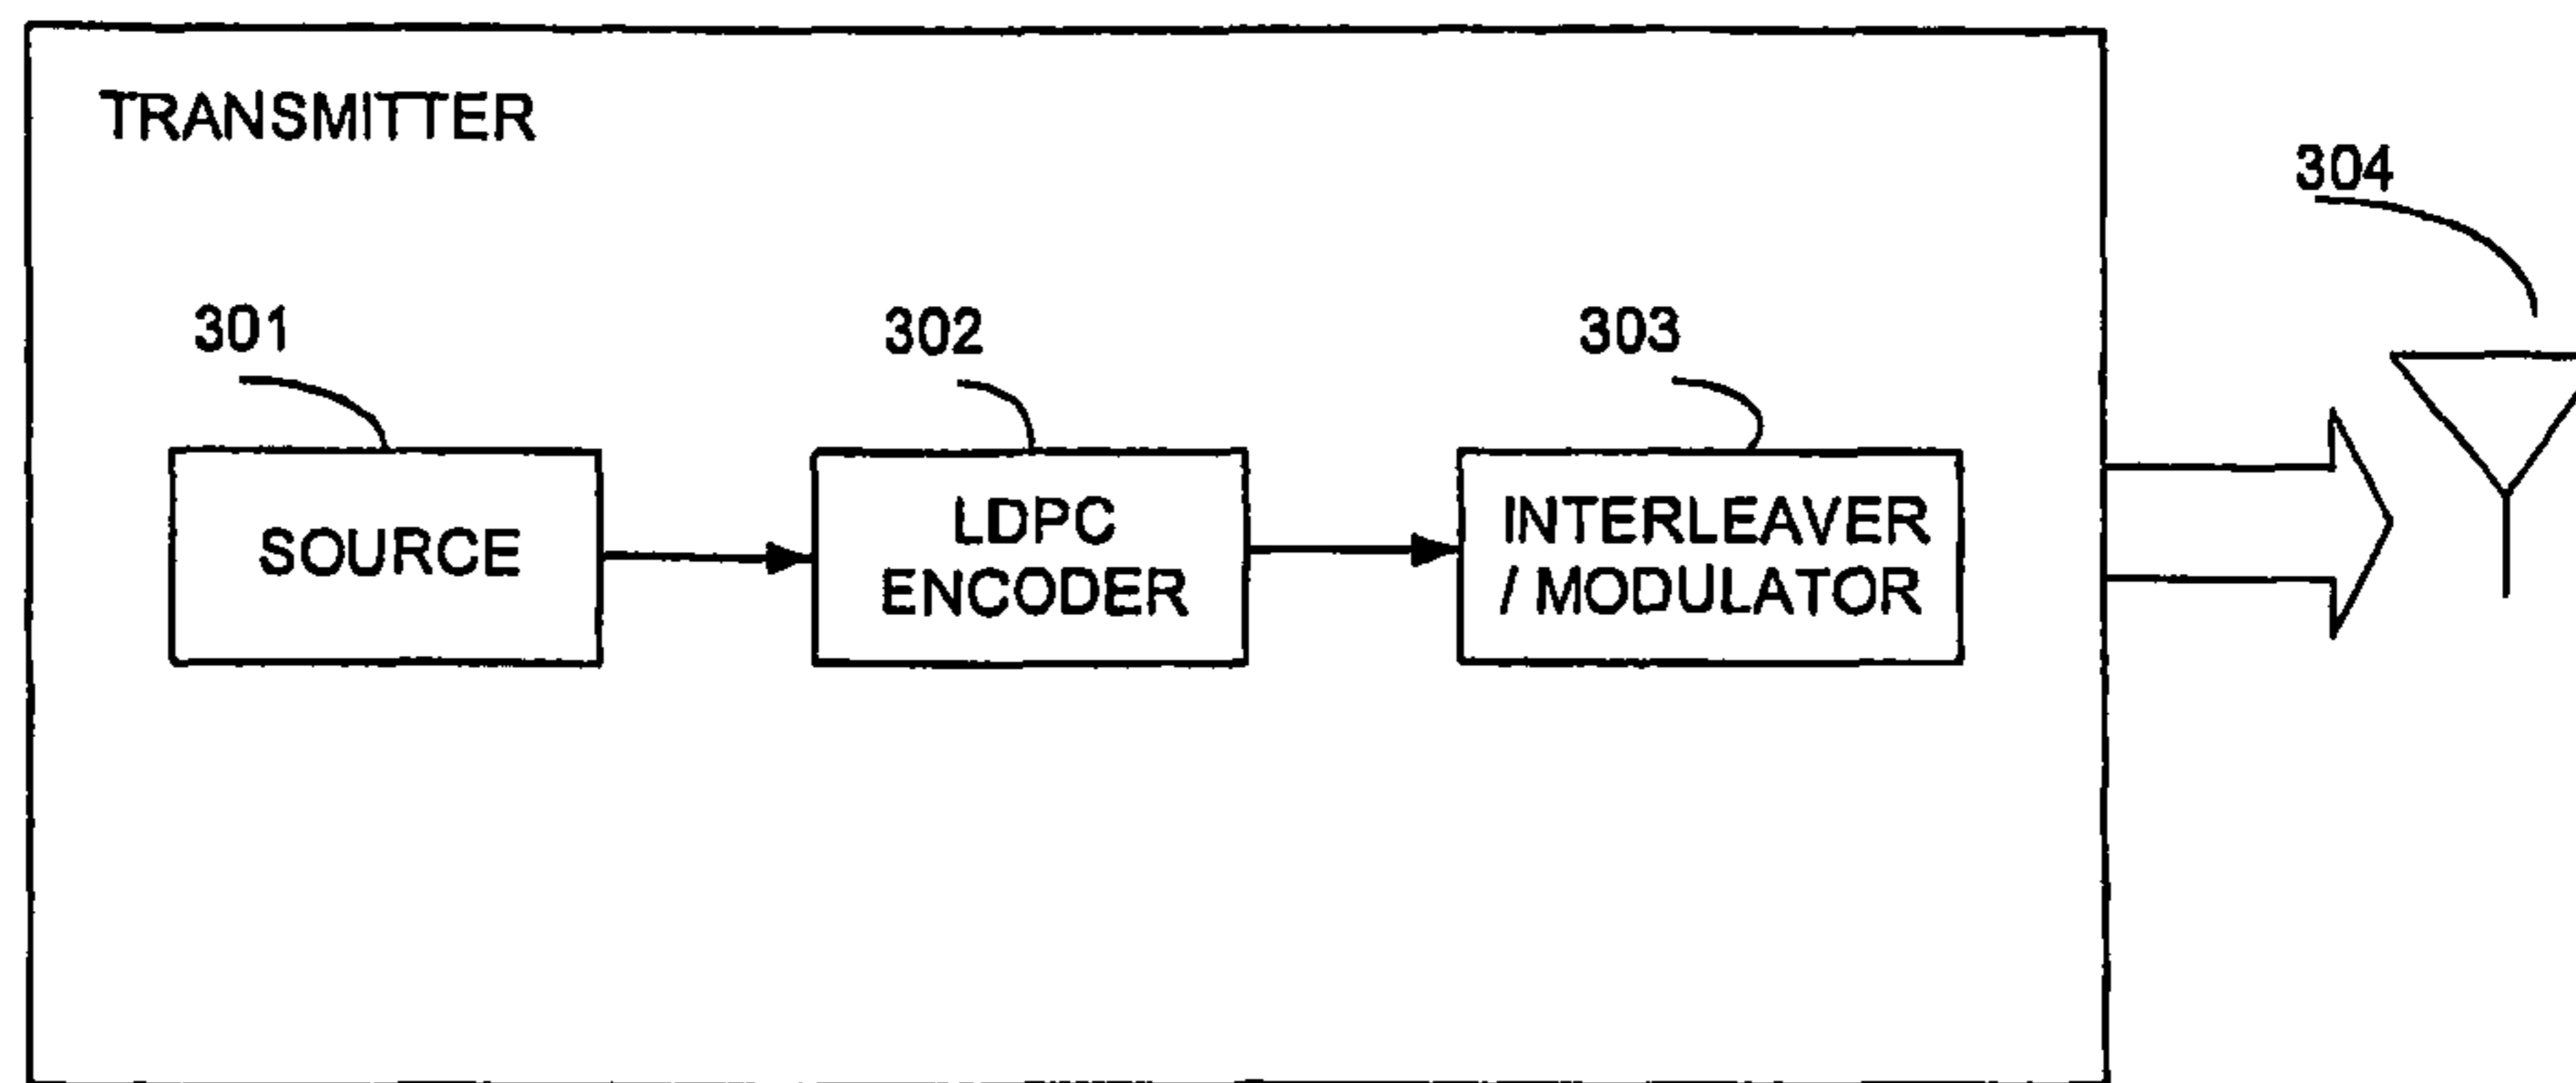 TRANSMITTER
304
301
302
303
SOURCE
LDPC
ENCODER
INTERLEAVER
/ MODULATOR